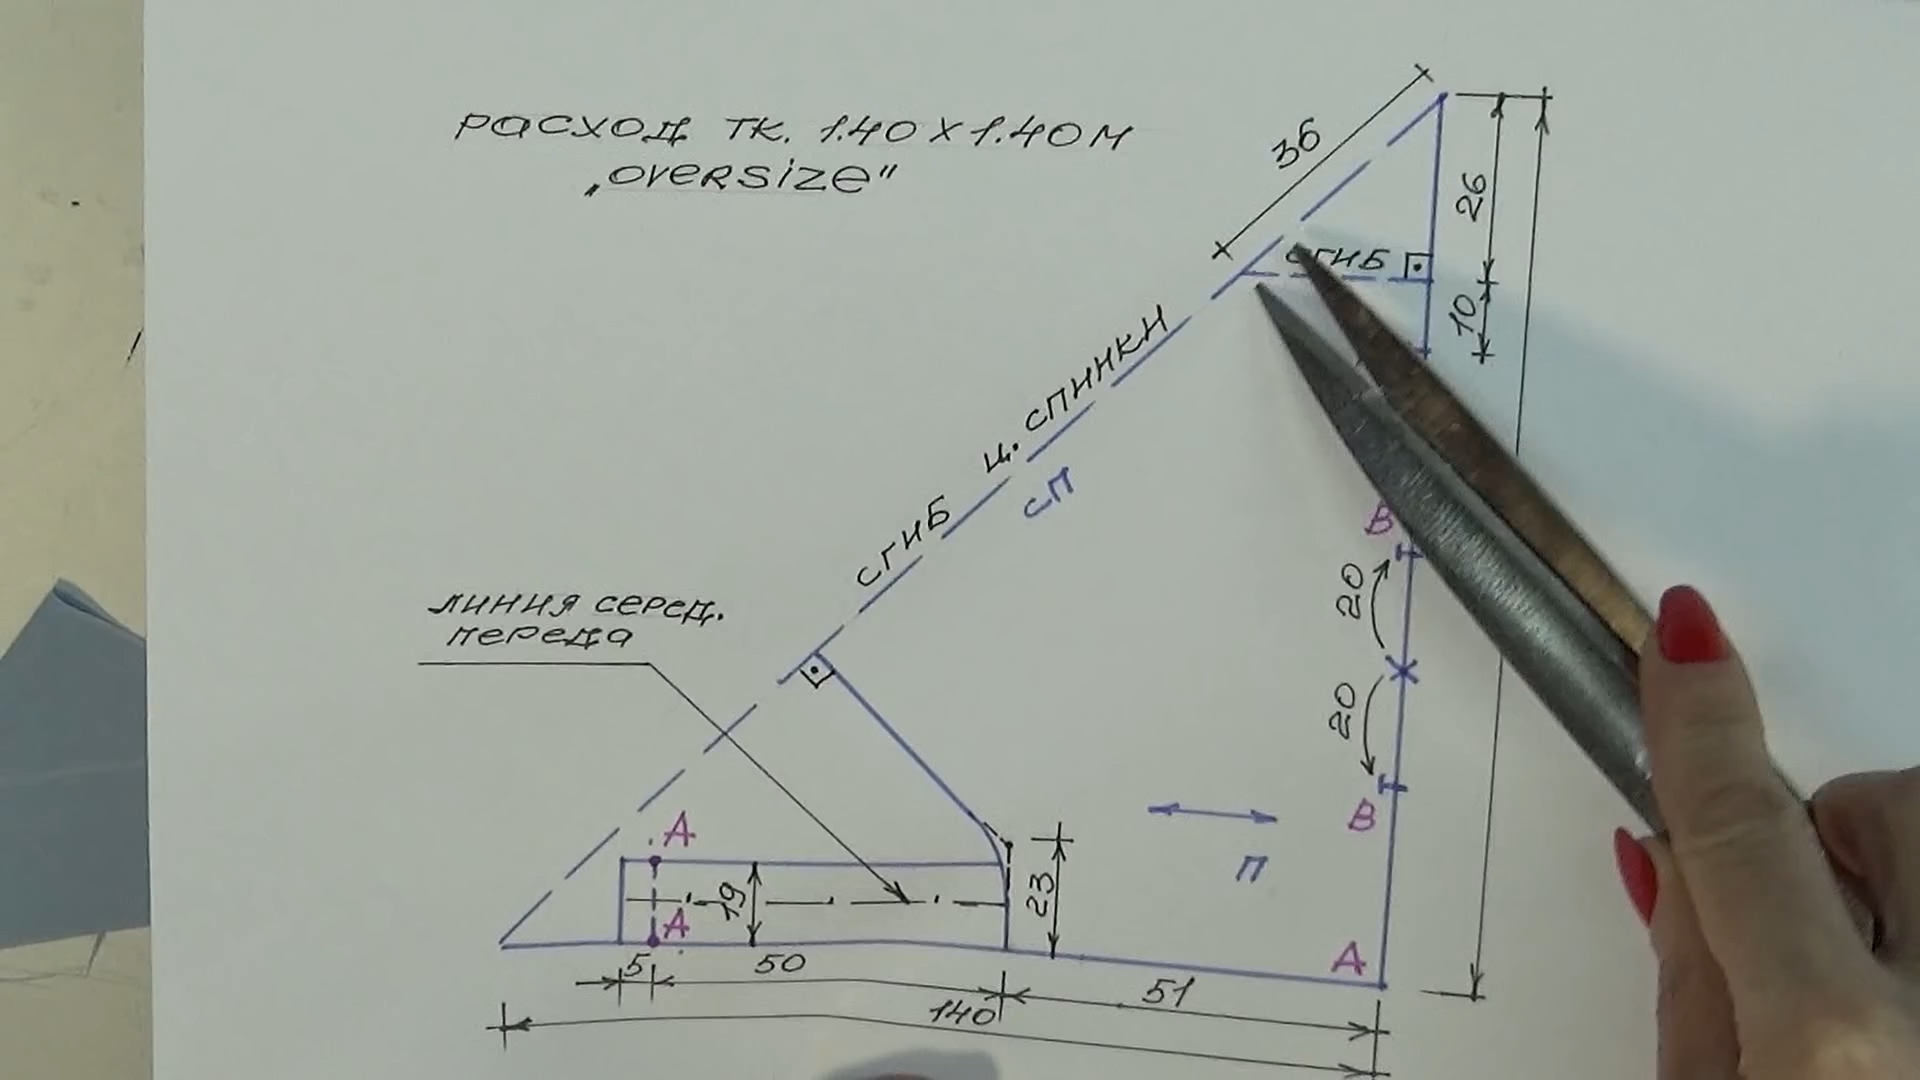 РАСХОД ТК. 1.40 X 1.40 М
„OVERSIZE"
36
26
СГИБ
10
СГИБ Ц. СПИНКИ
СП
В
20
ЛИНИЯ СЕРЕД.
ПЕРЕДА
20
В
А
19
23
П
А
А
5
50
51
140